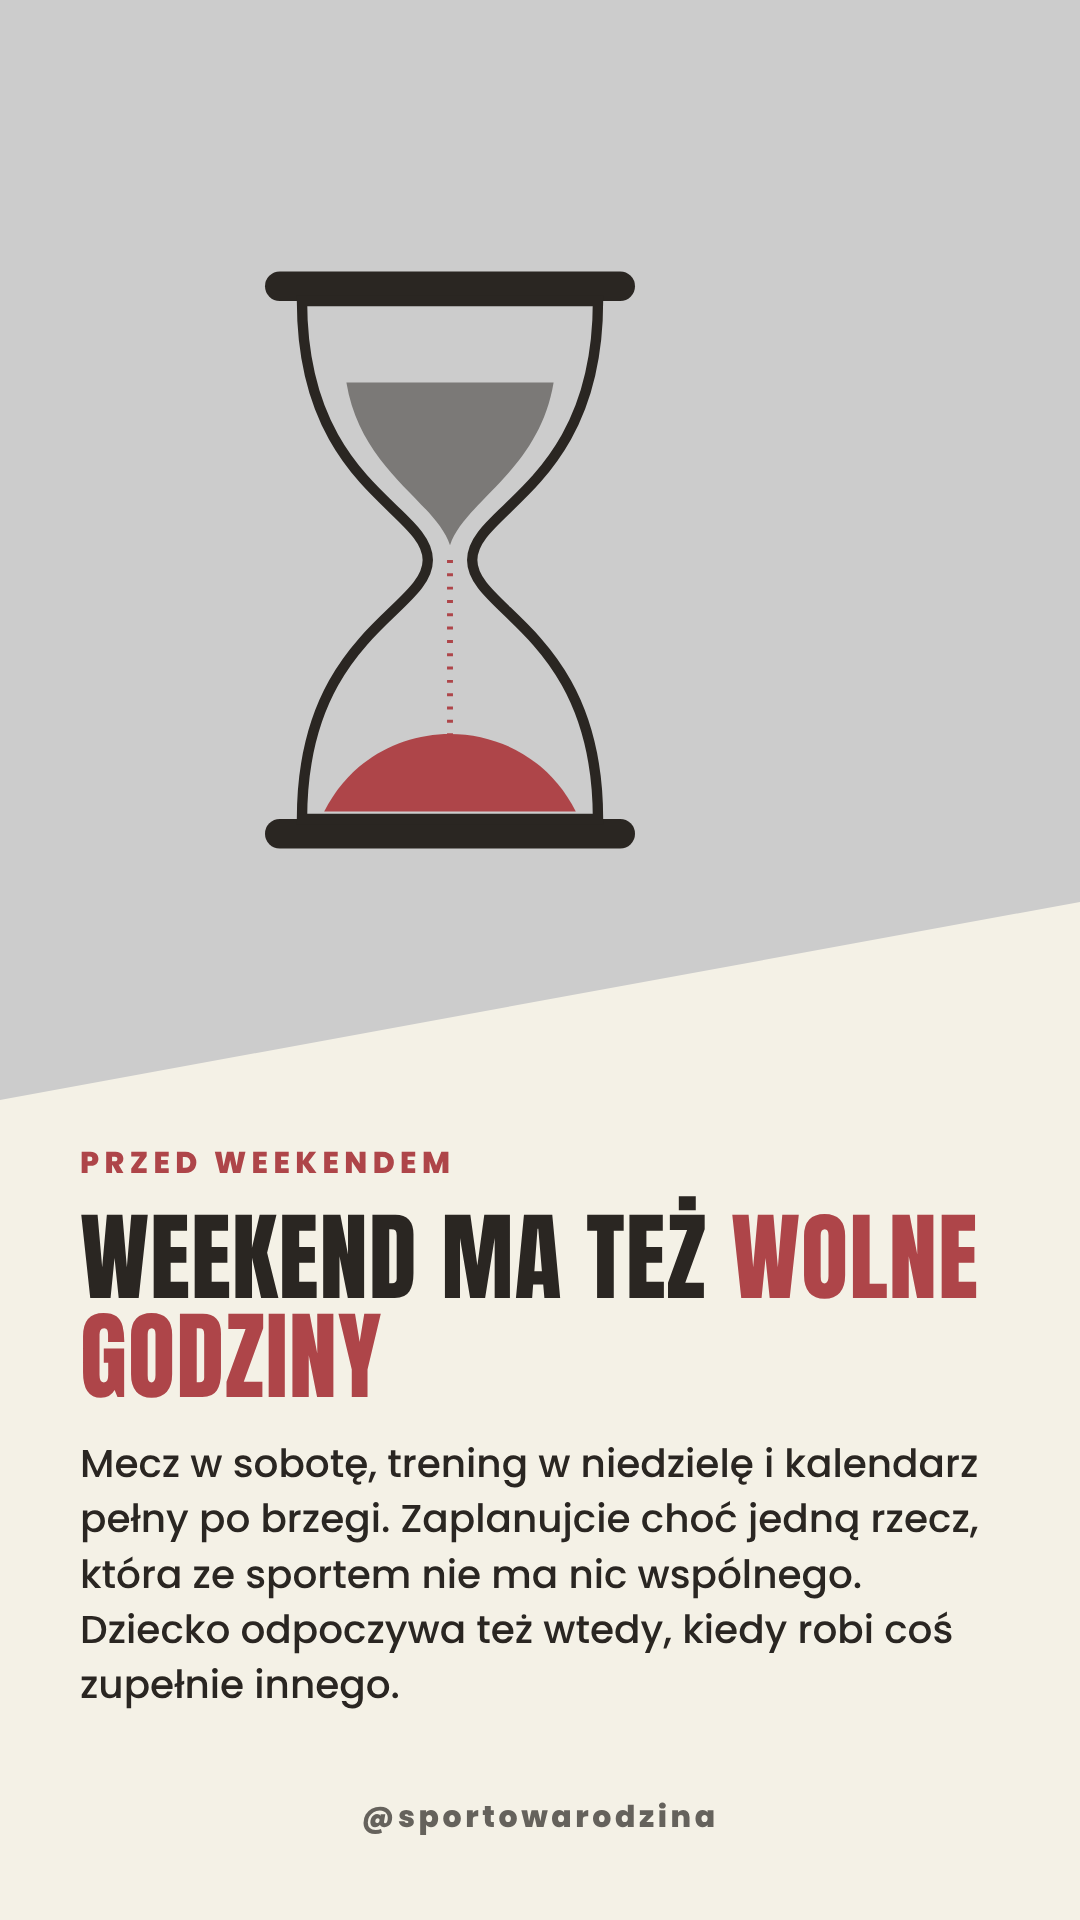 PRZED WEEKENDEM
WEEKEND MA TEŻ WOLNE
GODZINY
Mecz w sobotę, trening w niedzielę i kalendarz
pełny po brzegi. Zaplanujcie choć jedną rzecz,
która ze sportem nie ma nic wspólnego.
Dziecko odpoczywa też wtedy, kiedy robi coś
zupełnie innego.
@sportowarodzina